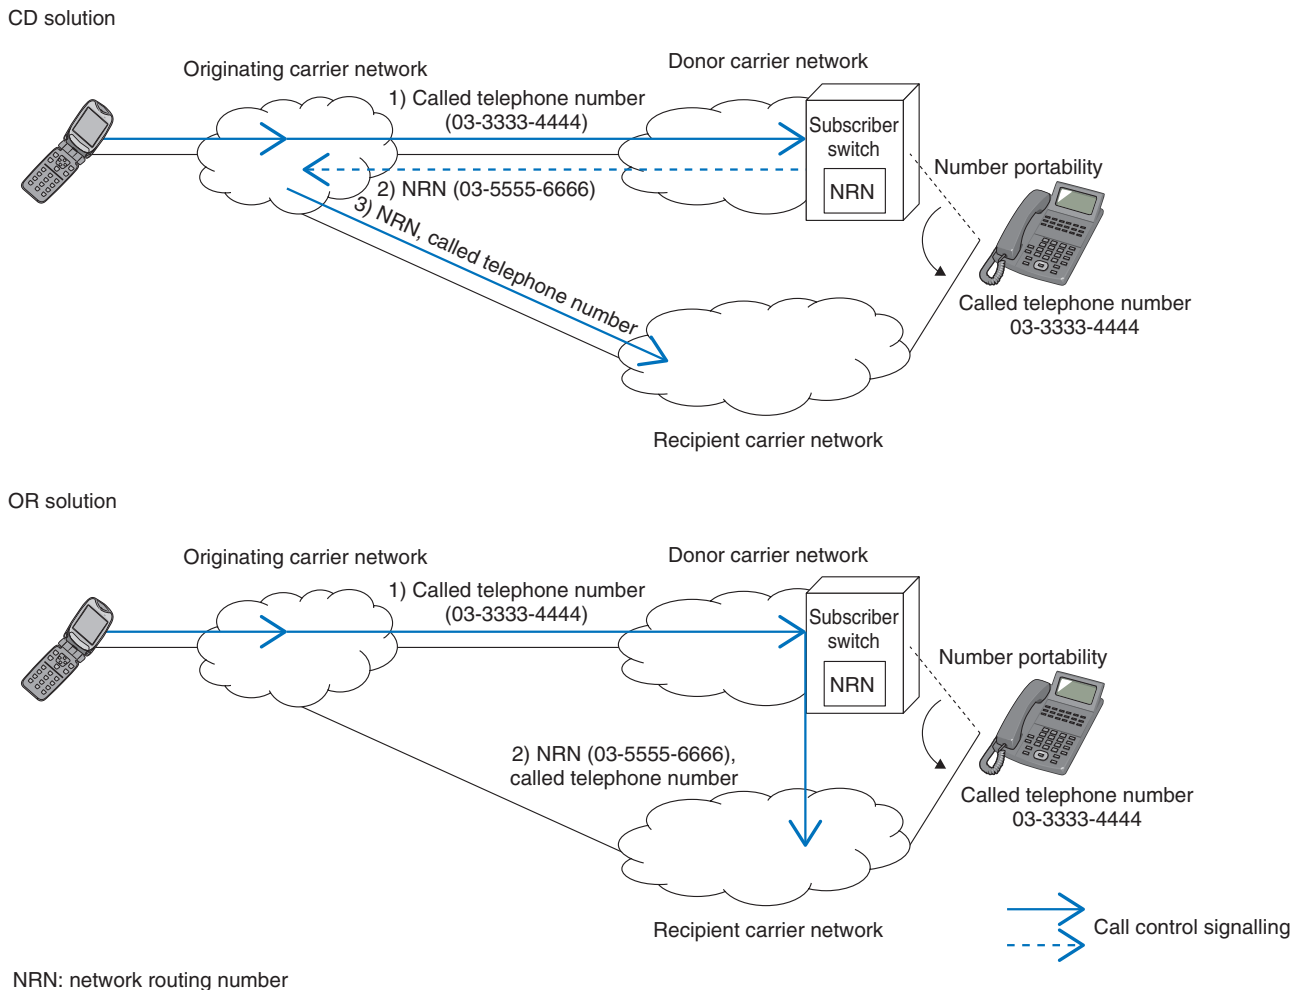 CD solution
Originating carrier network
Donor carrier network
1) Called telephone number
(03-3333-4444)
Subscriber
switch
NRN
2) NRN (03-5555-6666)
3) NRN, called telephone number
Number portability
Called telephone number
03-3333-4444
Recipient carrier network
OR solution
Originating carrier network
Donor carrier network
1) Called telephone number
(03-3333-4444)
Subscriber
switch
NRN
Number portability
2) NRN (03-5555-6666),
called telephone number
Called telephone number
03-3333-4444
Recipient carrier network
Call control signalling
NRN: network routing number